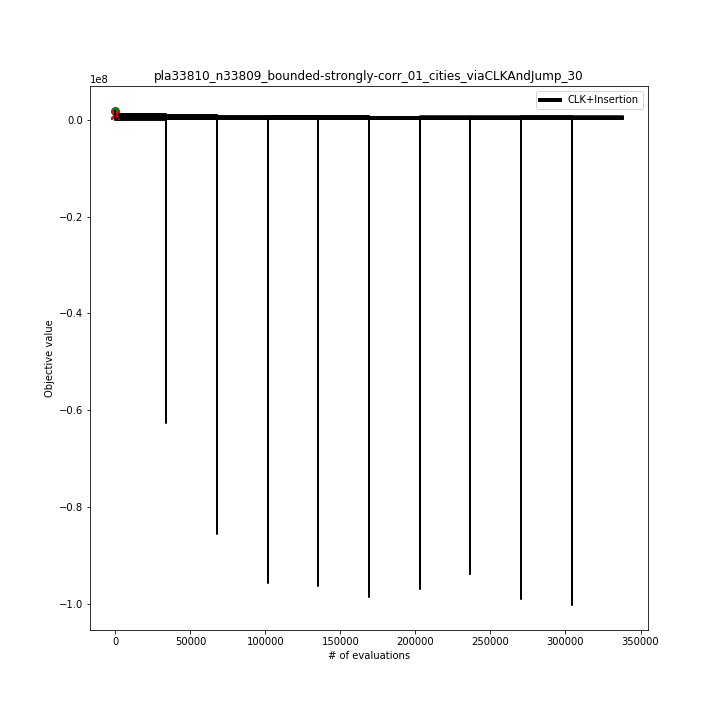 pla33810_n33809_bounded-strongly-corr_01_cities_viaCLKAndJump_30
1e8
CLK+Insertion
0.0
−0.2
−0.4
−0.6
−0.8
−1.0
Objective value
0 50000 100000 150000 200000 250000 300000 350000
# of evaluations